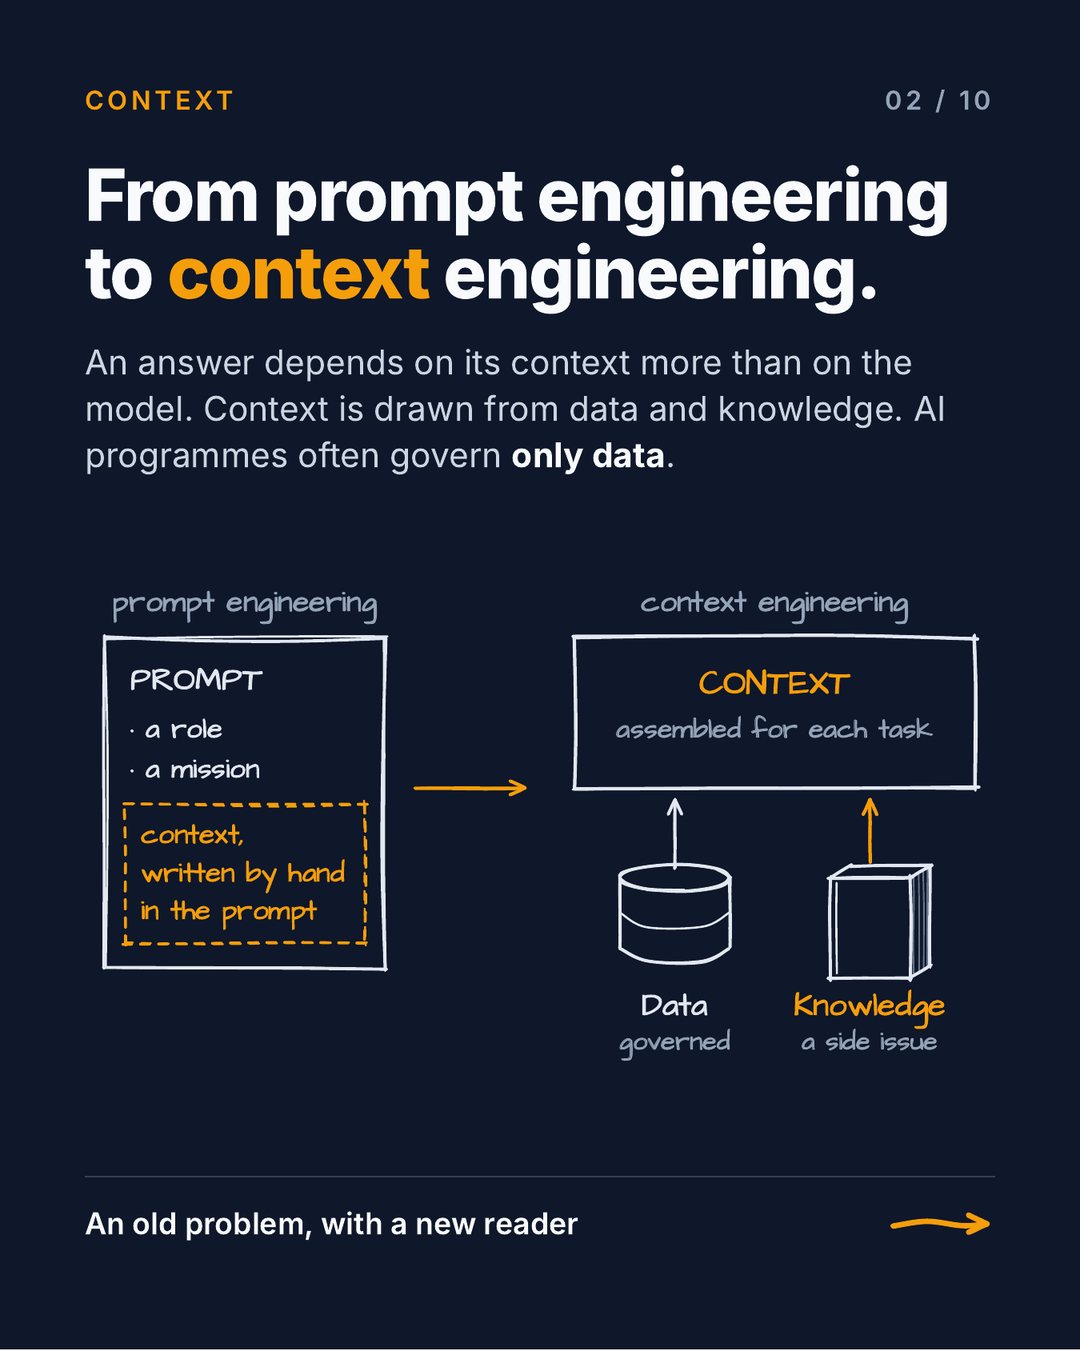 CONTEXT
02 / 10
From prompt engineering
to context engineering.
An answer depends on its context more than on the
model. Context is drawn from data and knowledge. AI
programmes often govern only data.
prompt engineering
PROMPT
· a role
· a mission
context,
written by hand
in the prompt
context engineering
CONTEXT
assembled for each task
Data
governed
Knowledge
a side issue
An old problem, with a new reader